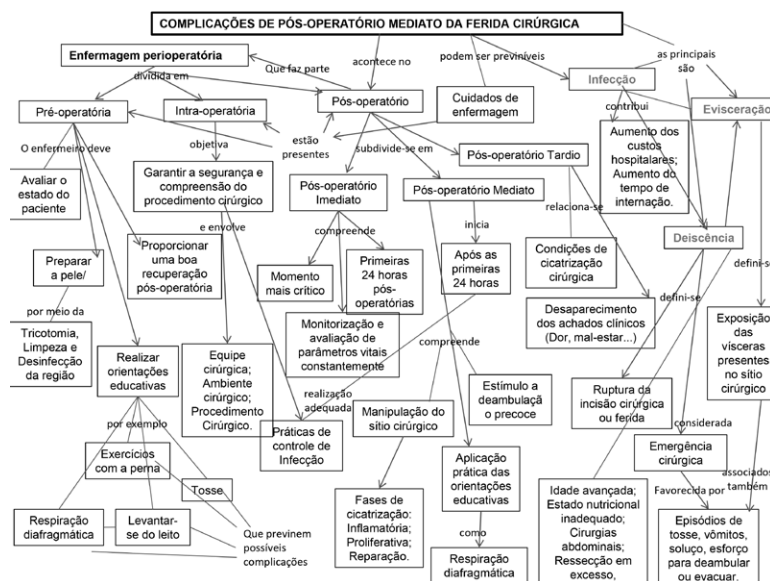 COMPLICAÇÕES DE PÓS-OPERATÓRIO MEDIATO DA FERIDA CIRÚRGICA
Enfermagem perioperatória
Que faz parte
acontece no
podem ser previníveis
as principais
são
dividida em
Infecção
Pré-operatória
Intra-operatória
Pós-operatório
Cuidados de
enfermagem
contribui
Evisceração
O enfermeiro deve
objetiva
estão
presentes
subdivide-se em
Pós-operatório Tardio
Aumento dos
custos
hospitalares;
Aumento do
tempo de
internação.
Avaliar o
estado do
paciente
Garantir a segurança e
compreensão do
procedimento cirúrgico
Pós-operatório
Imediato
Pós-operatório Mediato
relaciona-se
e envolve
compreende
inicia
Deiscência
Preparar
a pele/
Proporcionar
uma boa
recuperação
pós-operatória
Momento
mais crítico
Primeiras
24 horas
pós-
operatórias
Após as
primeiras
24 horas
Condições de
cicatrização
cirúrgica
defini-se
defini-se
por meio da
Tricotomia,
Limpeza e
Desinfecção
da região
Realizar
orientações
educativas
Equipe
cirúrgica;
Ambiente
cirúrgico;
Procedimento
Cirúrgico.
Monitorização e
avaliação de
parâmetros vitais
constantemente
Desaparecimento
dos achados clínicos
(Dor, mal-estar...)
Exposição
das
vísceras
presentes
no sítio
cirúrgico
compreende
realização
adequada
Estímulo a
deambulaçã
o precoce
Ruptura da
incisão cirúrgica
ou ferida
por exemplo
Práticas de
controle de
Infecção
Manipulação do
sítio cirúrgico
considerada
Exercícios
com a perna
Tosse
Aplicação
prática das
orientações
educativas
Emergência
cirúrgica
associados
também
Respiração
diafragmática
Levantar-
se do leito
Que previnem
possíveis
complicações
Fases de
cicatrização:
Inflamatória;
Proliferativa;
Reparação.
como
Respiração
diafragmática
Idade avançada;
Estado nutricional
inadequado;
Cirurgias
abdominais;
Ressecção em
excesso,
Favorecida por
Episódios de
tosse, vômitos,
soluço, esforço
para deambular
ou evacuar.